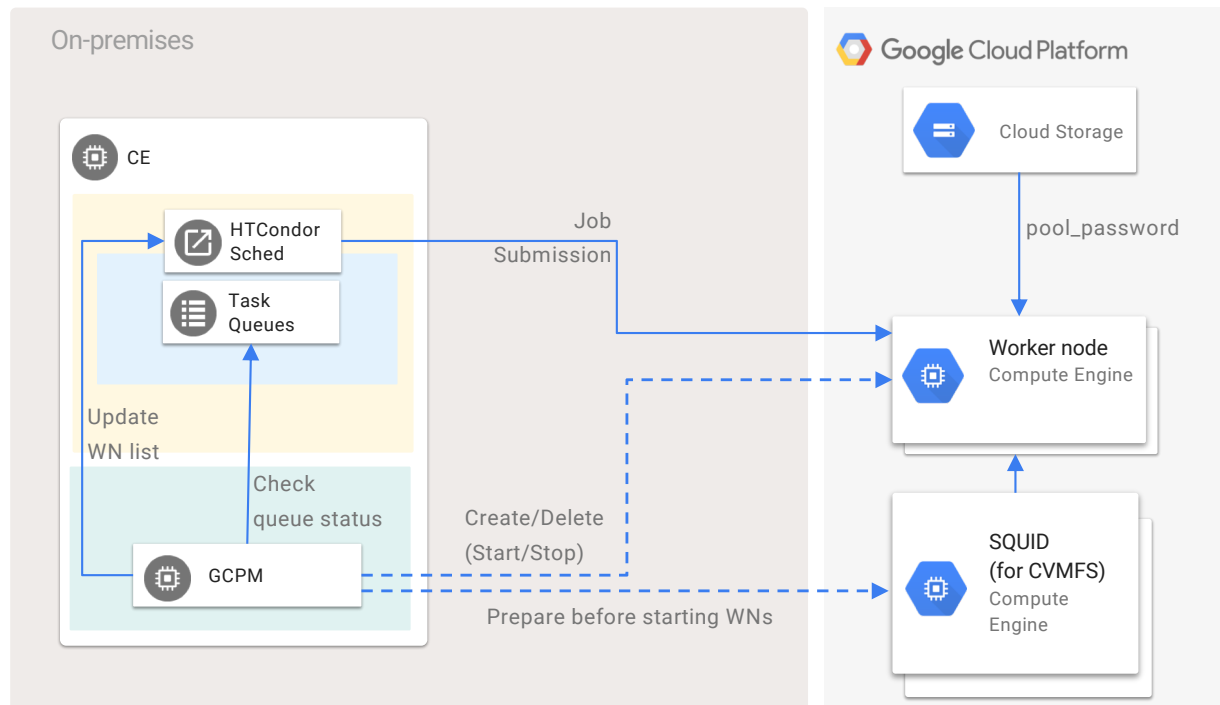 On-premises
CE
HTCondor
Sched
Task
Queues
Update
WN list
Check
queue status
GCPM
Job
Submission
Create/Delete
(Start/Stop)
Prepare before starting WNs
Google Cloud Platform
Cloud Storage
pool_password
Worker node
Compute Engine
SQUID
(for CVMFS)
Compute
Engine